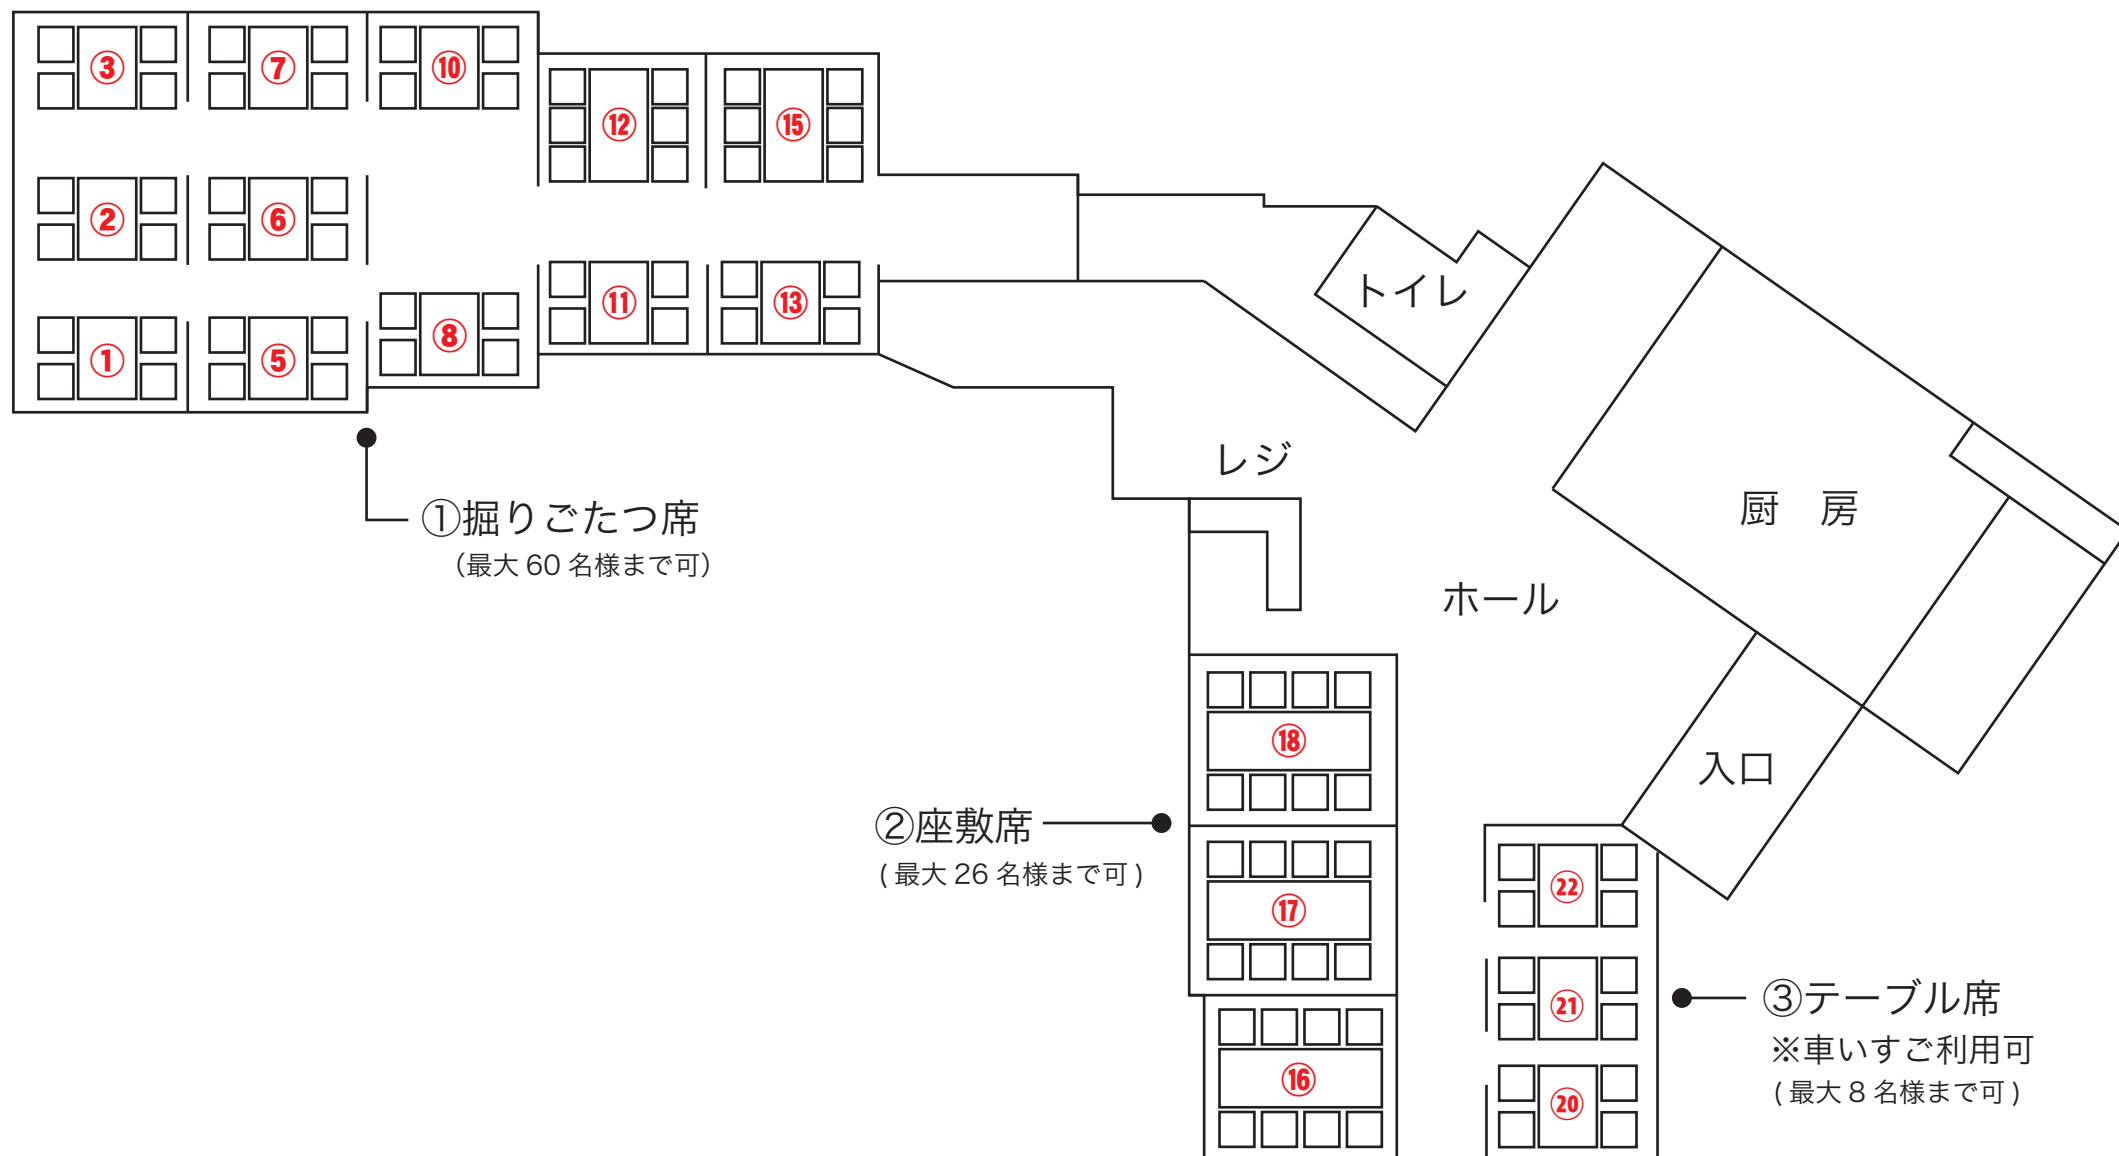 ③
⑦
⑩
⑫
⑮
②
⑥
⑪
⑬
⑧
①
⑤
トイレ
レジ
①掘りごたつ席
（最大 60 名様まで可）
厨　房
ホール
⑱
入口
②座敷席
( 最大 26 名様まで可 )
⑰
㉒
㉑
③テーブル席
※車いすご利用可
( 最大 8 名様まで可 )
⑯
⑳